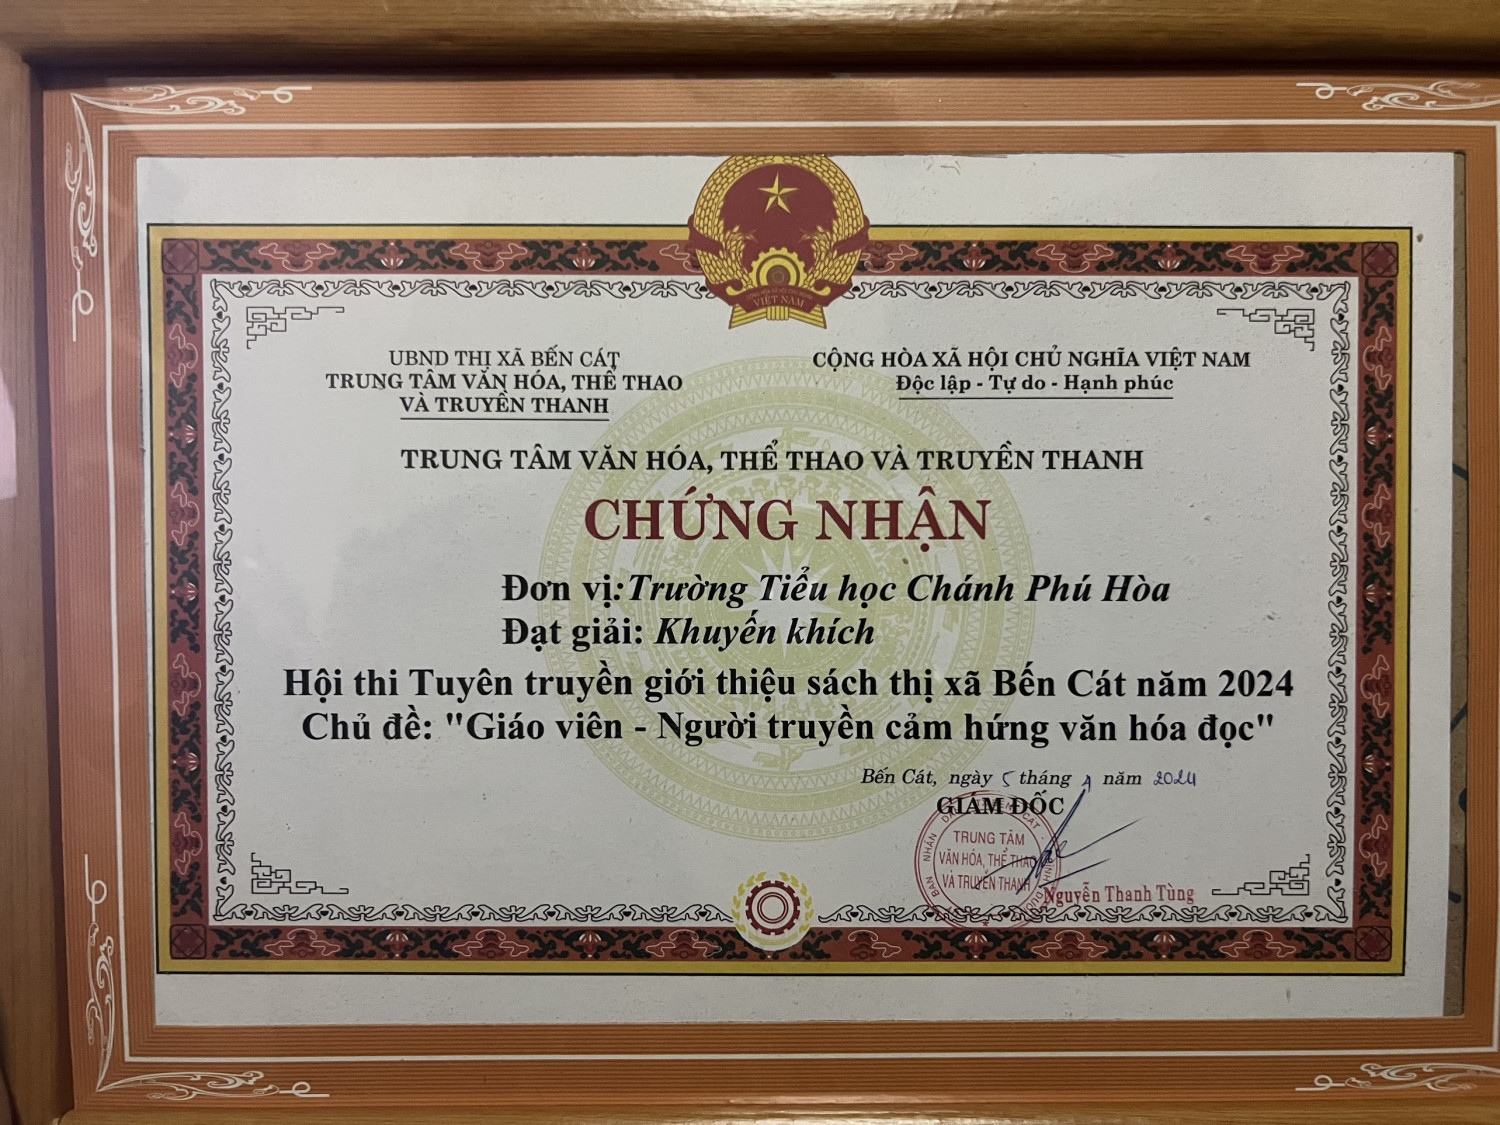 VIỆT NAM
UBND THỊ XÃ BẾN CÁT
TRUNG TÂM VĂN HÓA, THỂ THAO
VÀ TRUYỀN THANH
CỘNG HÒA XÃ HỘI CHỦ NGHĨA VIỆT NAM
Độc lập - Tự do - Hạnh phúc
TRUNG TÂM VĂN HÓA, THỂ THAO VÀ TRUYỀN THANH
CHỨNG NHẬN
Đơn vị:Trường Tiểu học Chánh Phú Hòa
Đạt giải: Khuyến khích
Hội thi Tuyên truyền giới thiệu sách thị xã Bến Cát năm 2024
Chủ đề: "Giáo viên - Người truyền cảm hứng văn hóa đọc"
Bến Cát, ngày 5 tháng 4 năm 2024
GIÁM ĐỐC
TRUNG TÂM
VĂN HÓA, THỂ THAO
VÀ TRUYỀN THANH
Nguyễn Thanh Tùng